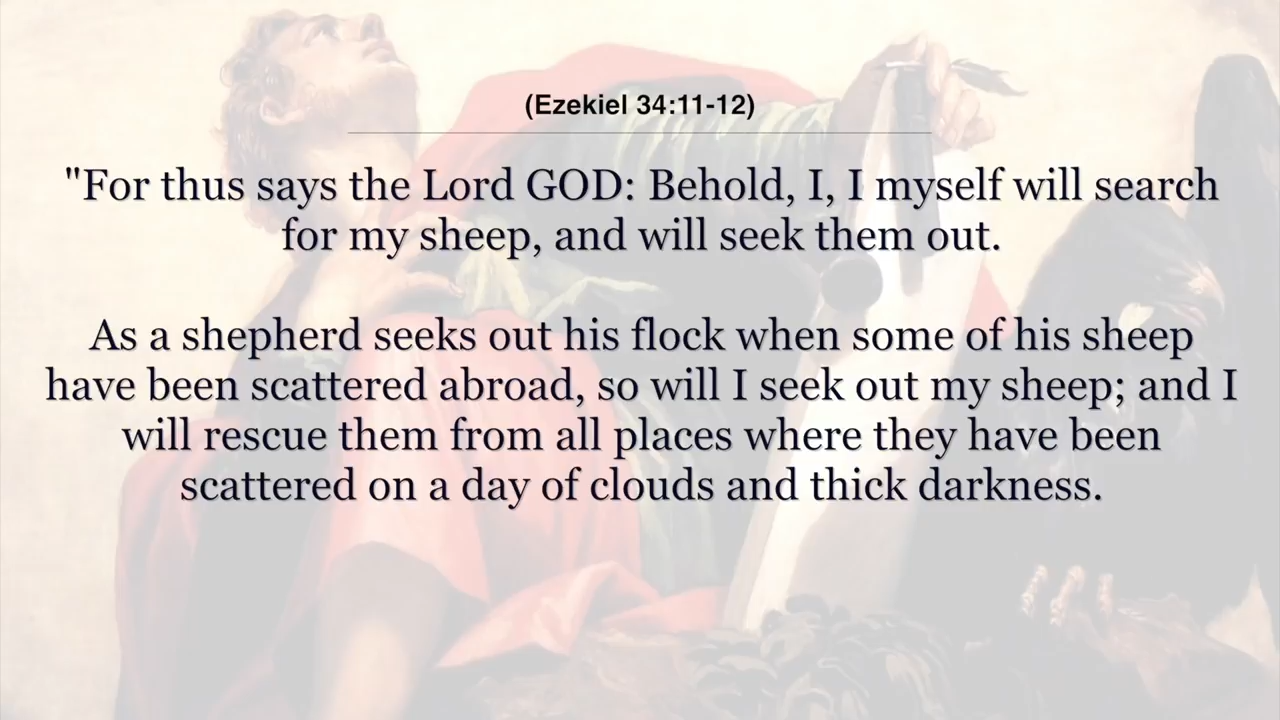 (Ezekiel 34:11-12)
"For thus says the Lord GOD: Behold, I, I myself will search
for my sheep, and will seek them out.
As a shepherd seeks out his flock when some of his sheep
have been scattered abroad, so will I seek out my sheep; and I
will rescue them from all places where they have been
scattered on a day of clouds and thick darkness.